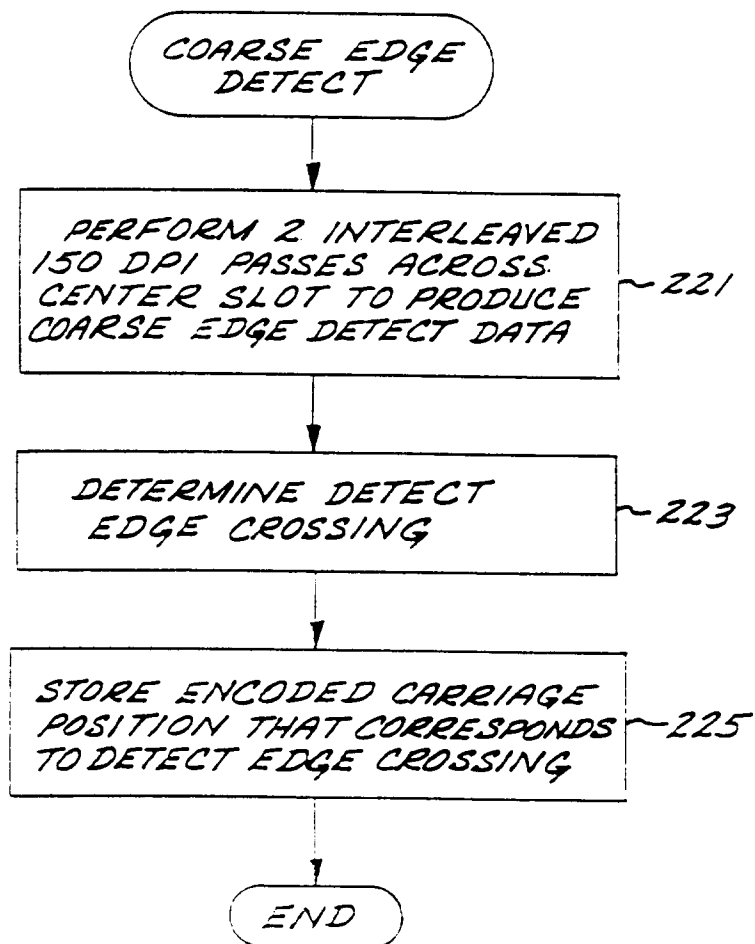 COARSE EDGE
DETECT
PERFORM 2 INTERLEAVED
150 DPI PASSES ACROSS
CENTER SLOT TO PRODUCE
COARSE EDGE DETECT DATA
221
DETERMINE DETECT
EDGE CROSSING
223
STORE ENCODED CARRIAGE
POSITION THAT CORRESPONDS
TO DETECT EDGE CROSSING
225
END